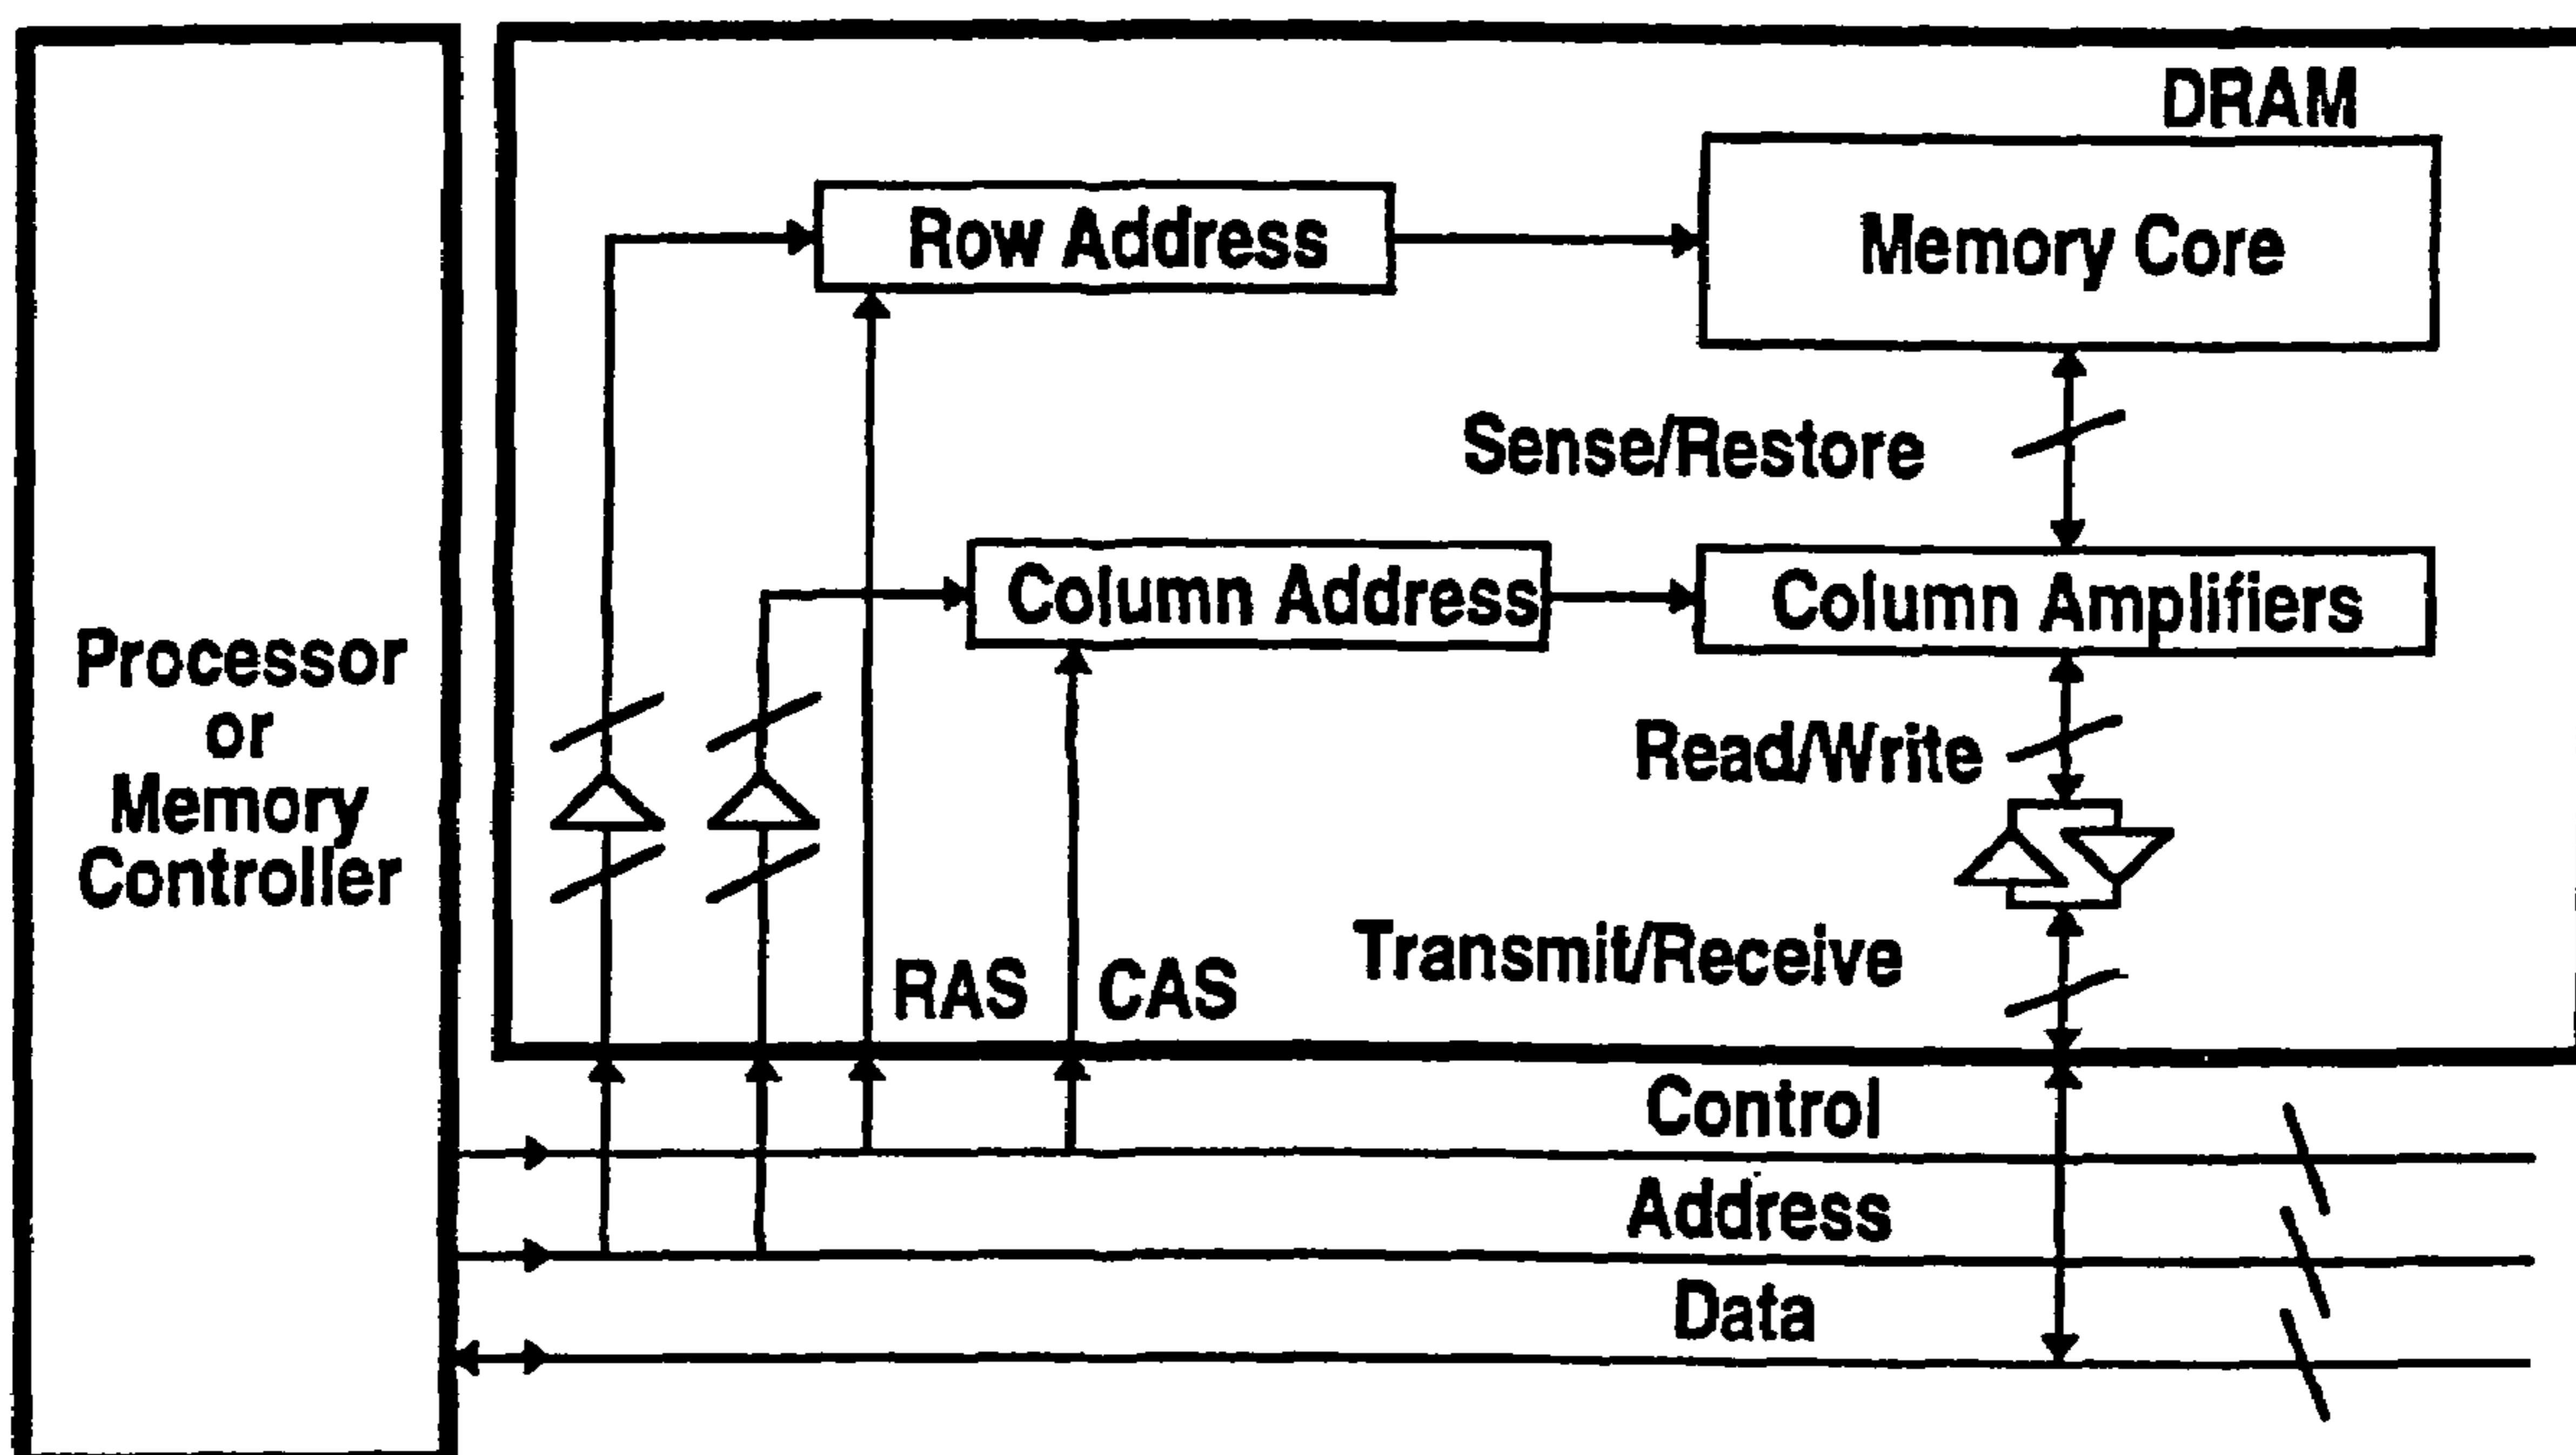 DRAM
Row Address
Memory Core
Sense/Restore
Column Address
Column Amplifiers
Processor
or
Memory
Controller
Read/Write
Transmit/Receive
RAS
CAS
Control
Address
Data